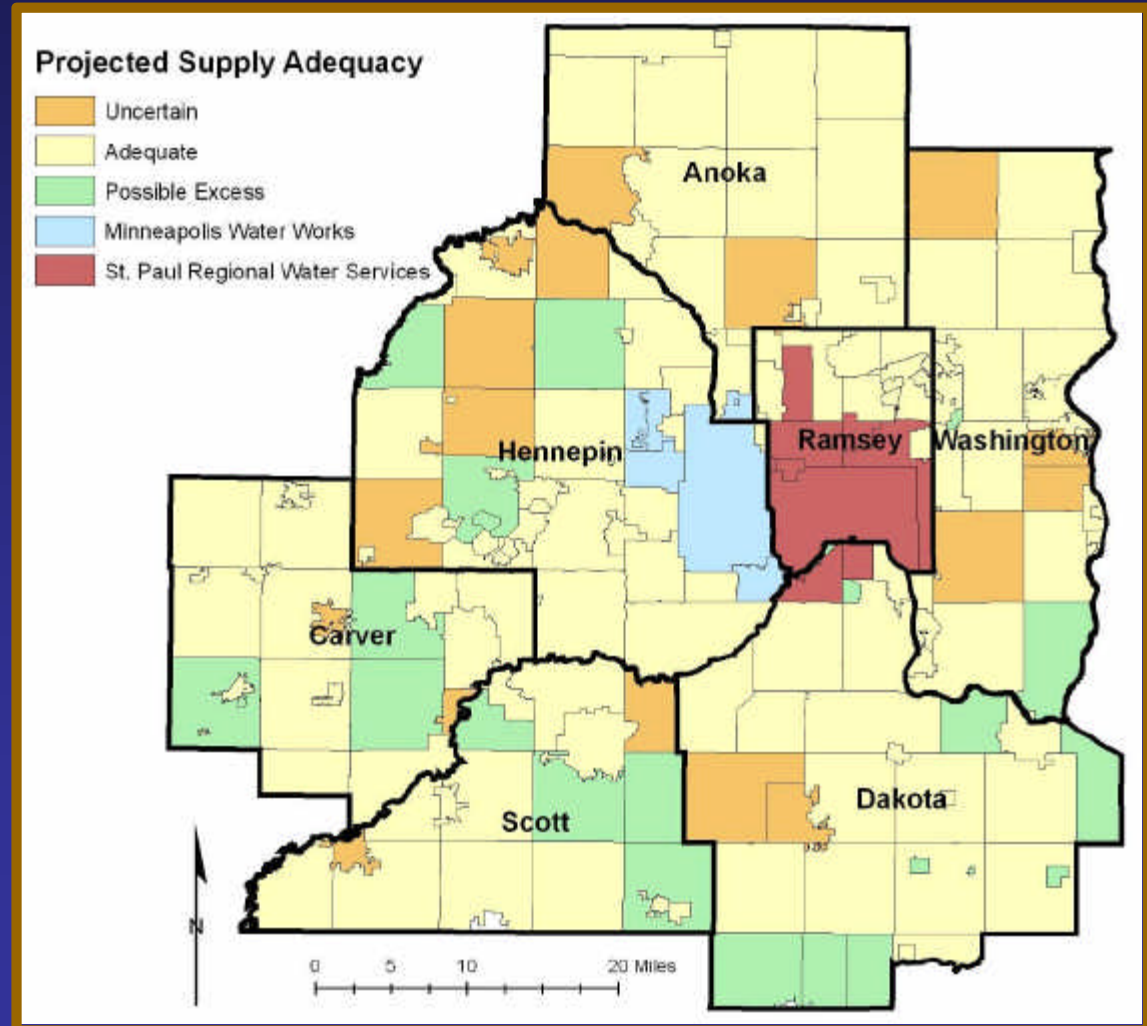 Projected Supply Adequacy
Uncertain
Adequate
Possible Excess
Minneapolis Water Works
St. Paul Regional Water Services
Anoka
Hennepin
Ramsey
Washington
Carver
Scott
Dakota
N
0 5 10 20 Miles